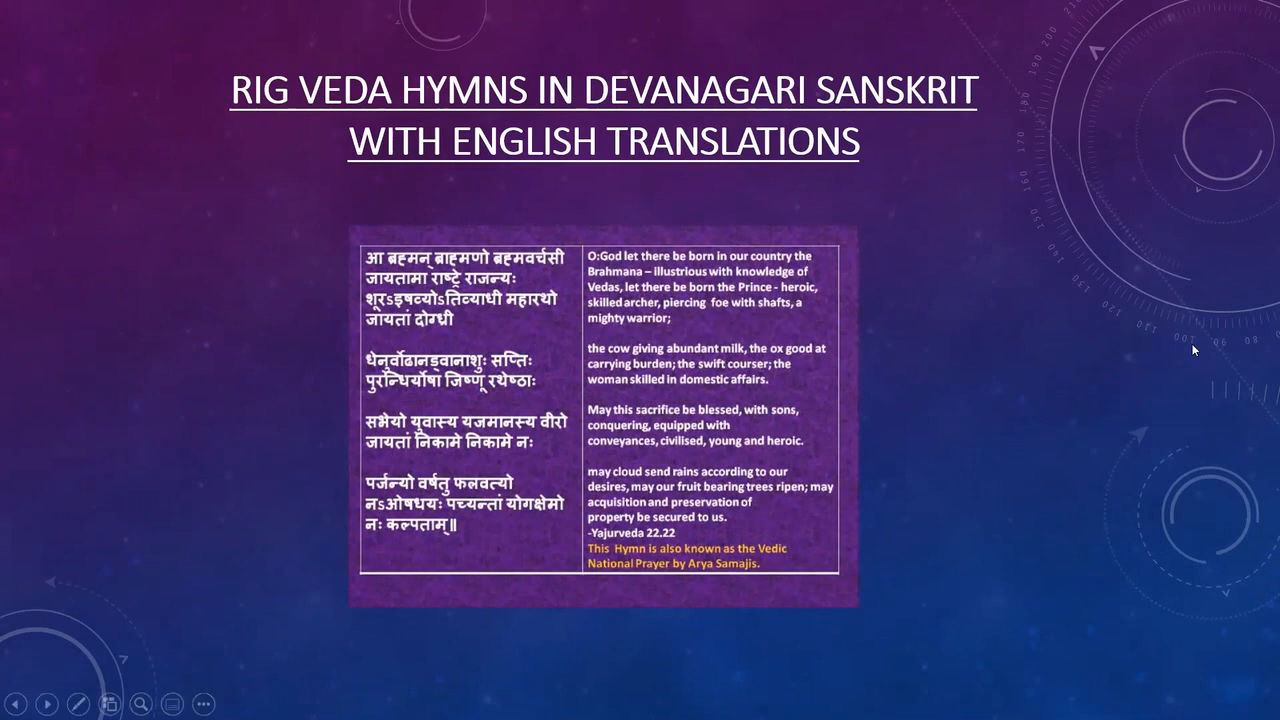 RIG VEDA HYMNS IN DEVANAGARI SANSKRIT
WITH ENGLISH TRANSLATIONS
आ ब्रह्मन् ब्राह्मणो ब्रह्मवर्चसी
जायतामा राष्ट्रे राजन्यः
शूरऽइषव्योऽतिव्याधी महारथो
जायतां दोग्ध्री
धेनुर्वोढानड्वानाशुः सप्तिः
पुरन्धिर्योषा जिष्णू रथेष्ठाः
सभेयो युवास्य यजमानस्य वीरो
जायतां निकामे निकामे नः
पर्जन्यो वर्षतु फलवत्यो
नऽओषधयः पच्यन्तां योगक्षेमो
नः कल्पताम्॥
O:God let there be born in our country the
Brahmana – illustrious with knowledge of
Vedas, let there be born the Prince - heroic,
skilled archer, piercing foe with shafts, a
mighty warrior;
the cow giving abundant milk, the ox good at
carrying burden; the swift courser; the
woman skilled in domestic affairs.
May this sacrifice be blessed, with sons,
conquering, equipped with
conveyances, civilised, young and heroic.
may cloud send rains according to our
desires, may our fruit bearing trees ripen; may
acquisition and preservation of
property be secured to us.
-Yajurveda 22.22
This Hymn is also known as the Vedic
National Prayer by Arya Samajis.